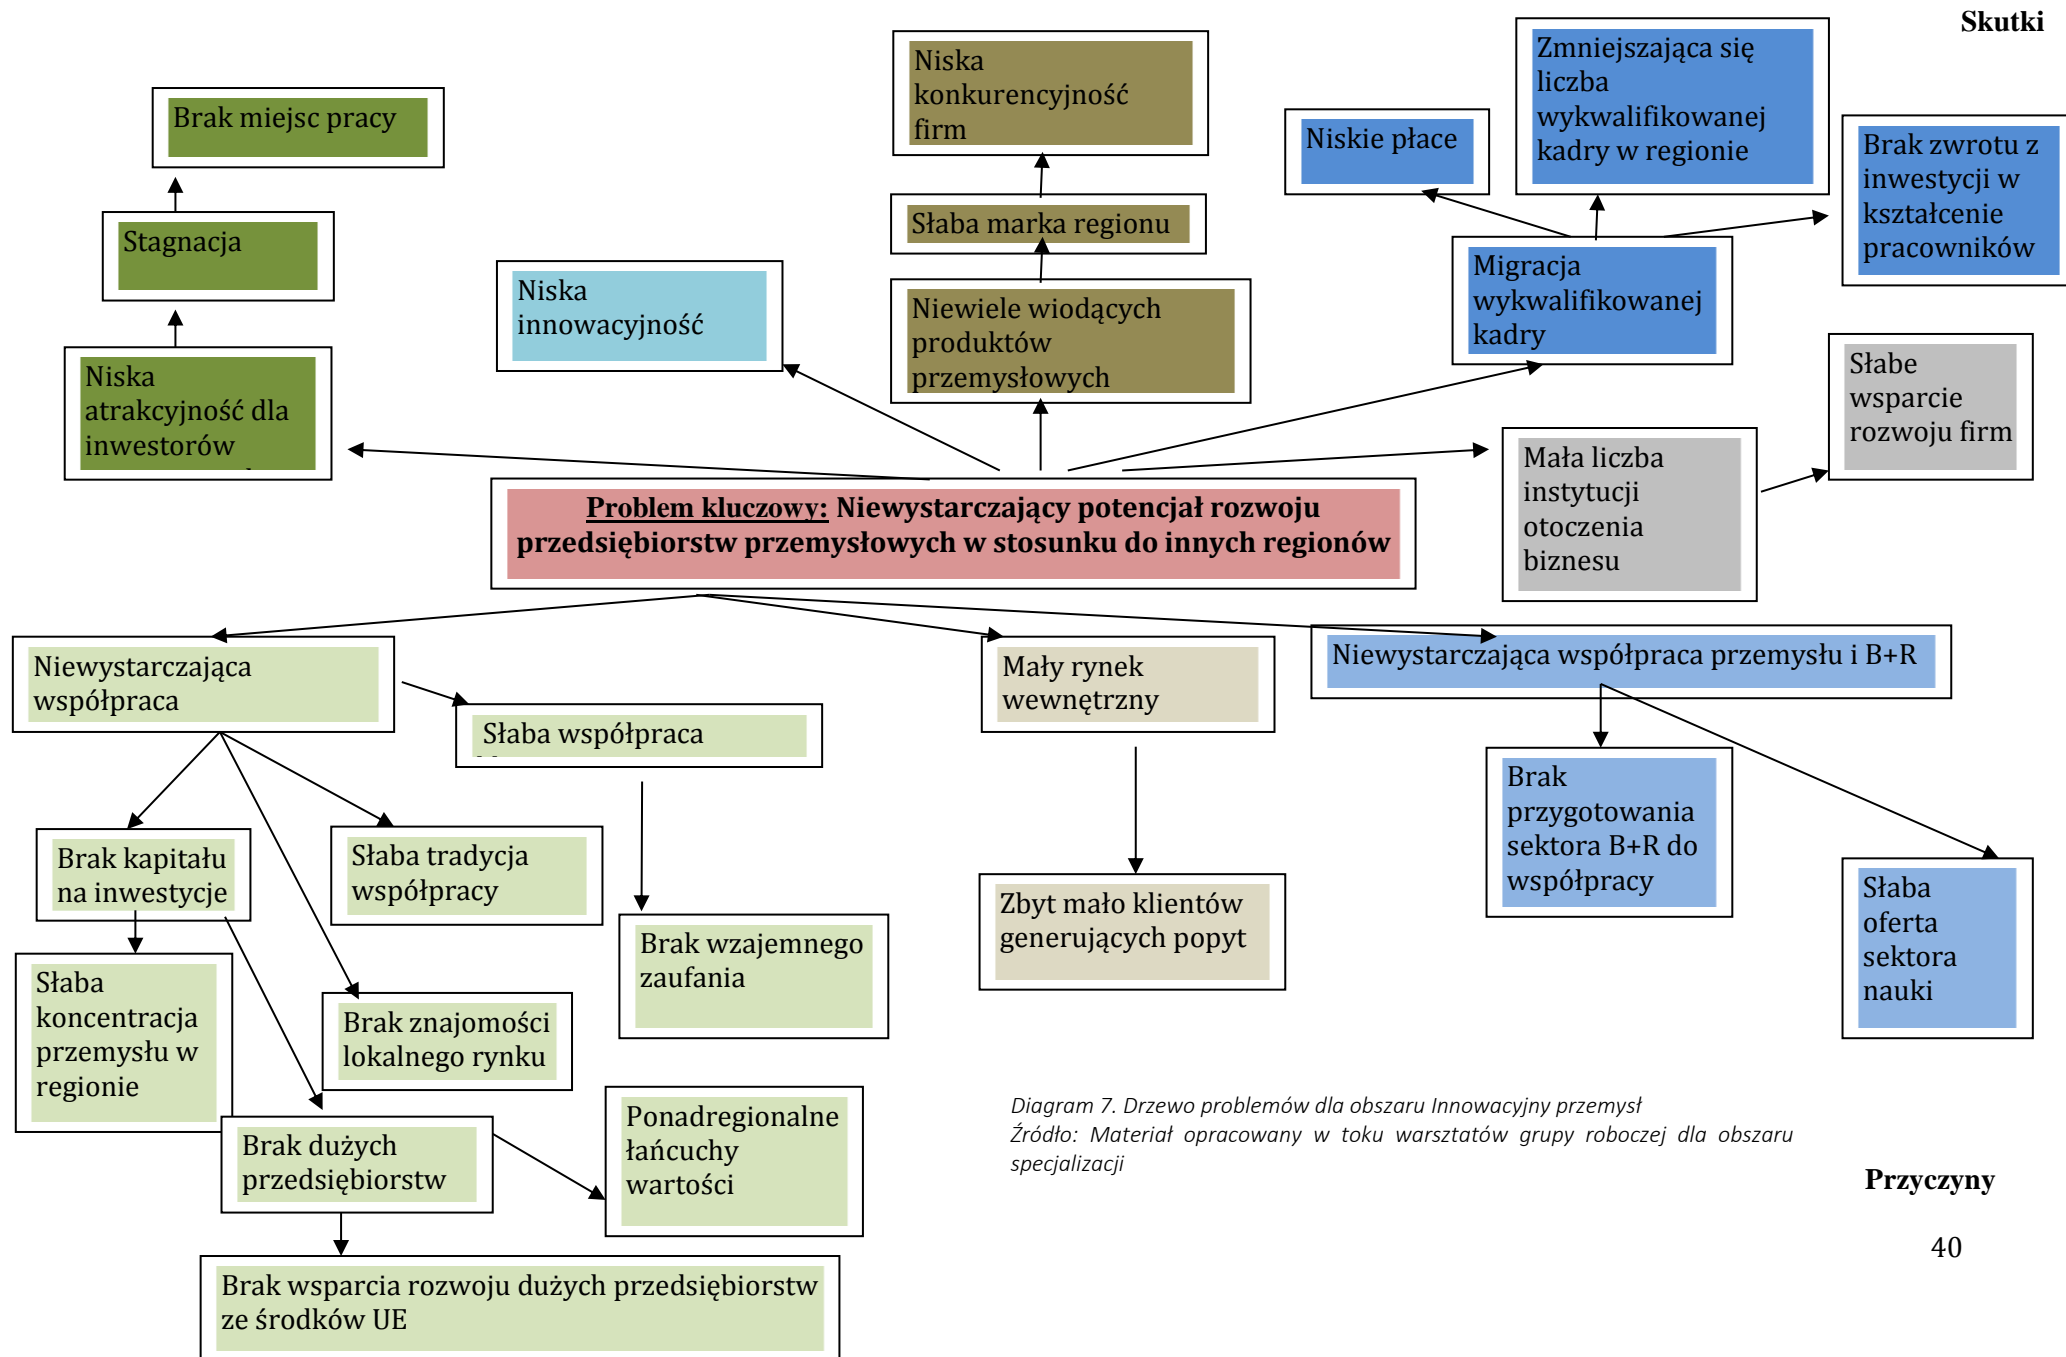 Skutki
Niska
konkurencyjność
firm
Zmniejszająca się
liczba
wykwalifikowanej
kadry w regionie
Brak miejsc pracy
Niskie płace
Brak zwrotu z
inwestycji w
kształcenie
pracowników
Stagnacja
Słaba marka regionu
Migracja
wykwalifikowanej
kadry
Niska
innowacyjność
Niewiele wiodących
produktów
przemysłowych
Niska
atrakcyjność dla
inwestorów
Słabe
wsparcie
rozwoju firm
Mała liczba
instytucji
otoczenia
biznesu
Problem kluczowy: Niewystarczający potencjał rozwoju
przedsiębiorstw przemysłowych w stosunku do innych regionów
Niewystarczająca
współpraca
Mały rynek
wewnętrzny
Niewystarczająca współpraca przemysłu i B+R
Słaba współpraca
Brak
przygotowania
sektora B+R do
współpracy
Brak kapitału
na inwestycje
Słaba tradycja
współpracy
Zbyt mało klientów
generujących popyt
Słaba
oferta
sektora
nauki
Brak wzajemnego
zaufania
Słaba
koncentracja
przemysłu w
regionie
Brak znajomości
lokalnego rynku
Ponadregionalne
łańcuchy
wartości
Brak dużych
przedsiębiorstw
Diagram 7. Drzewo problemów dla obszaru Innowacyjny przemysł
Źródło: Materiał opracowany w toku warsztatów grupy roboczej dla obszaru
specjalizacji
Przyczyny
40
Brak wsparcia rozwoju dużych przedsiębiorstw
ze środków UE